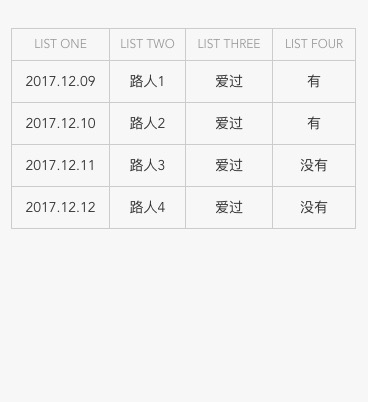 LIST ONE LIST TWO LIST THREE LIST FOUR
2017.12.09 路人1 爱过 有
2017.12.10 路人2 爱过 有
2017.12.11 路人3 爱过 没有
2017.12.12 路人4 爱过 没有